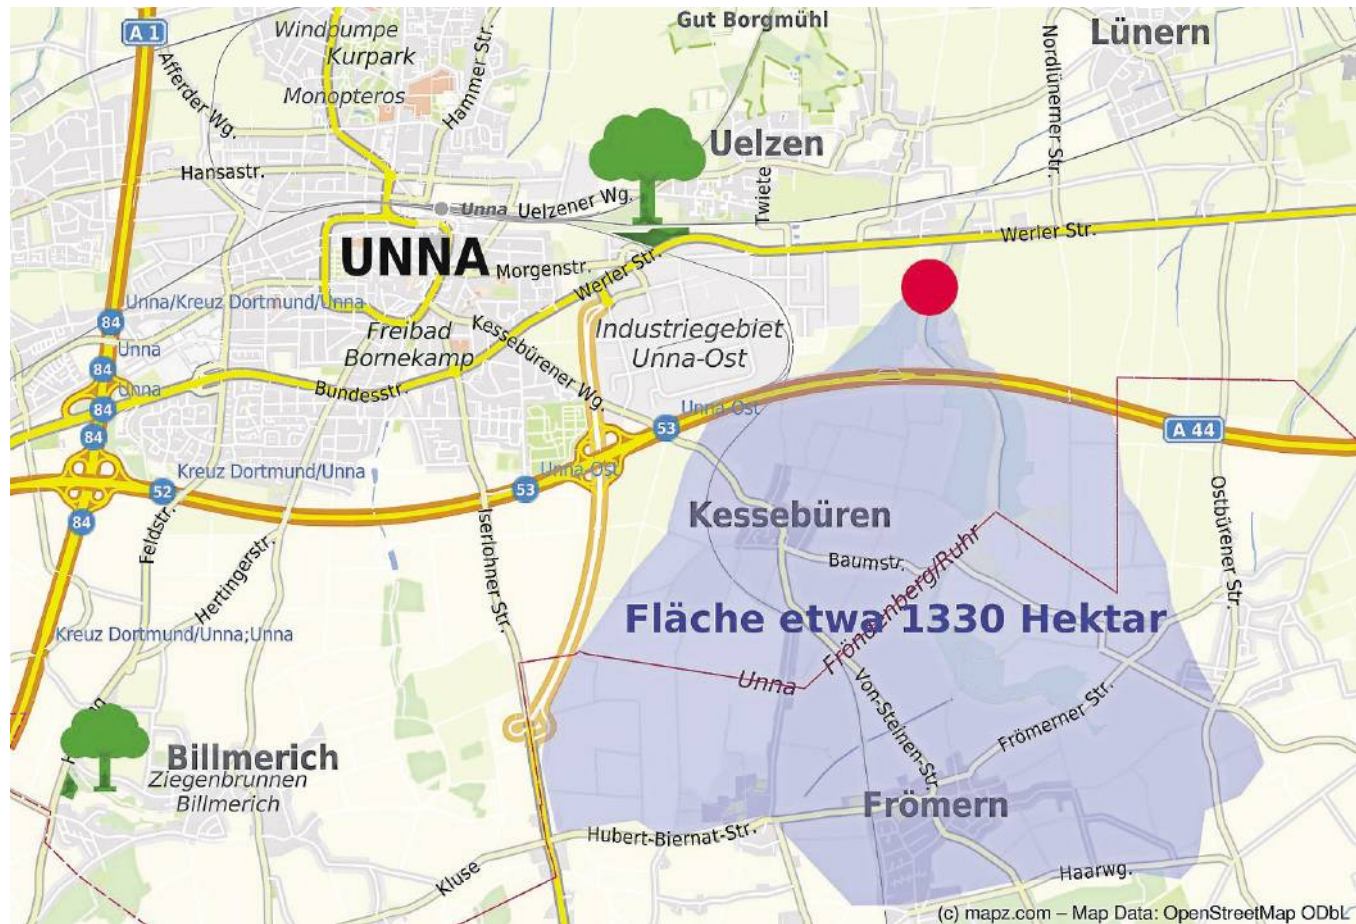 Gut Borgmühl
Lünern
A 1
Windpumpe
Kurpark
Monopteros
Hammer Str.
Afferder Wg.
Nordlünerner Str.
Uelzen
Hansastr.
Twiete
Unna
Uelzener Wg.
Werler Str.
UNNA
Morgenstr.
Werler Str.
Unna/Kreuz Dortmund/Unna
84
Freibad
Bornekamp
Kessebürener Wg.
Industriegebiet
Unna-Ost
Unna
84
Unna
84
Bundesstr.
Unna-Ost
53
A 44
84
Kreuz Dortmund/Unna
52
Unna-Ost
53
84
Feldstr.
Hertingerstr.
Iserlohner Str.
Kessebüren
Baumstr.
Ostbürener Str.
Fläche etwa 1330 Hektar
Fröndenberg/Ruhr
Unna
Kreuz Dortmund/Unna;Unna
Von-Steinen-Str.
Frömerner Str.
Billmerich
Ziegenbrunnen
Billmerich
Frömern
Hubert-Biernat-Str.
Kluse
Haarwg.
(c) mapz.com – Map Data: OpenStreetMap ODbL